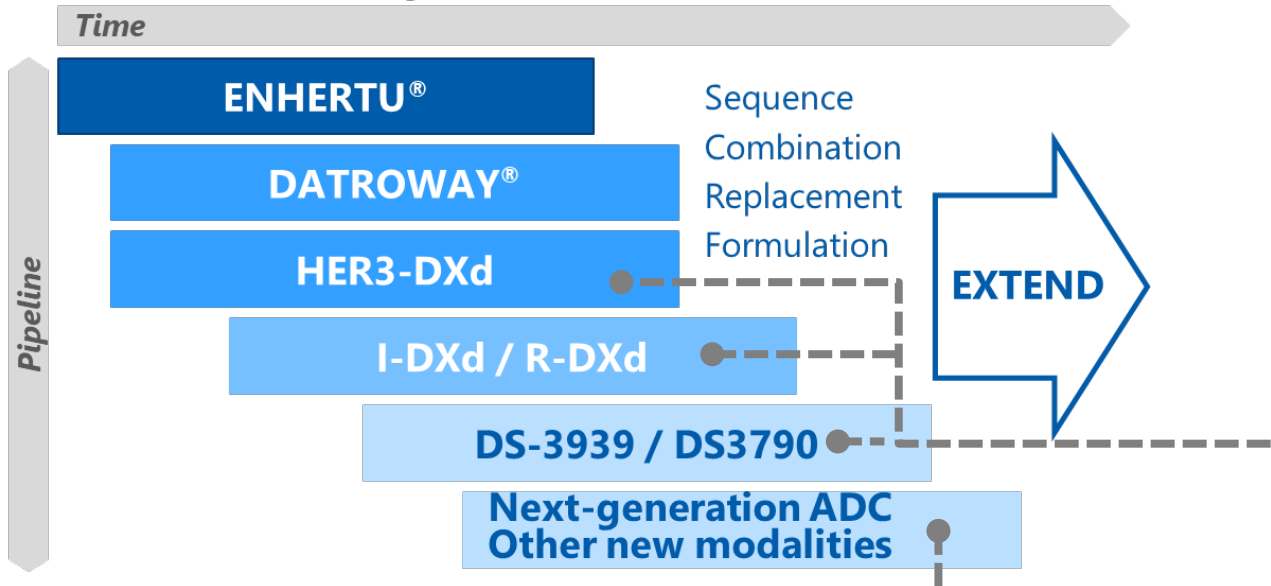 Time
Pipeline
ENHERTU®
DATROWAY®
HER3-DXd
I-DXd / R-DXd
DS-3939 / DS3790
Next-generation ADC
Other new modalities
Sequence
Combination
Replacement
Formulation
EXTEND